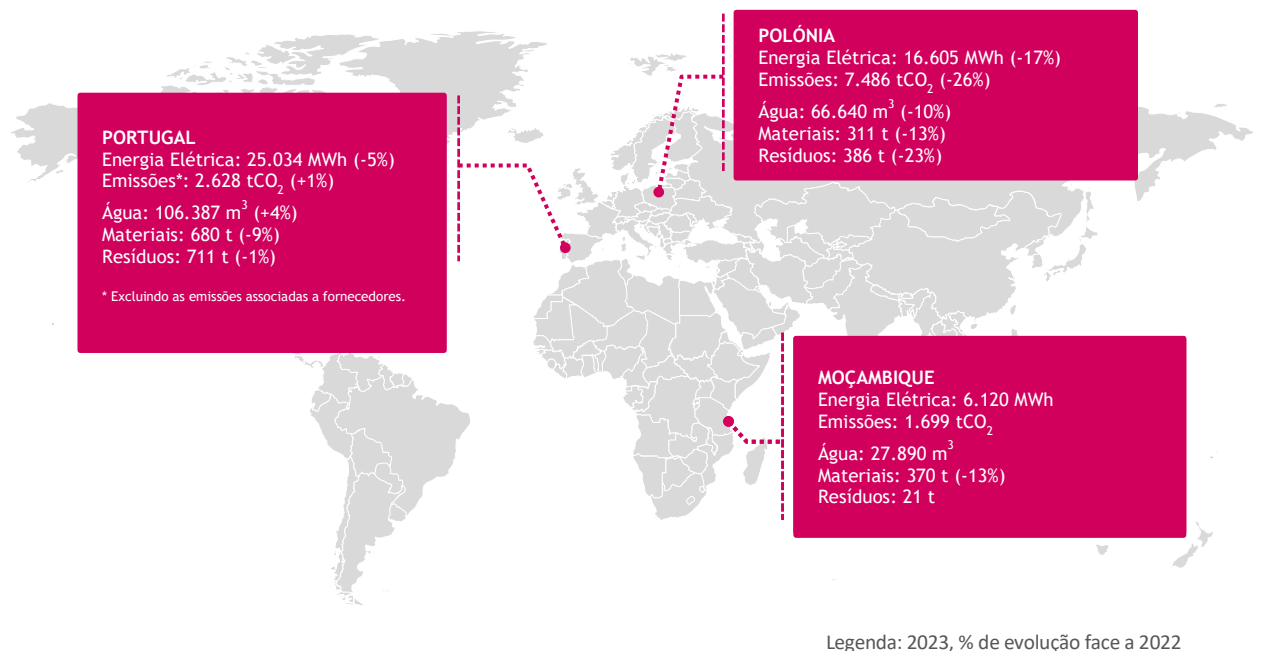 POLÓNIA
Energia Elétrica: 16.605 MWh (-17%)
Emissões: 7.486 tCO2 (-26%)
Água: 66.640 m3 (-10%)
Materiais: 311 t (-13%)
Resíduos: 386 t (-23%)
PORTUGAL
Energia Elétrica: 25.034 MWh (-5%)
Emissões*: 2.628 tCO2 (+1%)
Água: 106.387 m3 (+4%)
Materiais: 680 t (-9%)
Resíduos: 711 t (-1%)
* Excluindo as emissões associadas a fornecedores.
MOÇAMBIQUE
Energia Elétrica: 6.120 MWh
Emissões: 1.699 tCO2
Água: 27.890 m3
Materiais: 370 t (-13%)
Resíduos: 21 t
Legenda: 2023, % de evolução face a 2022